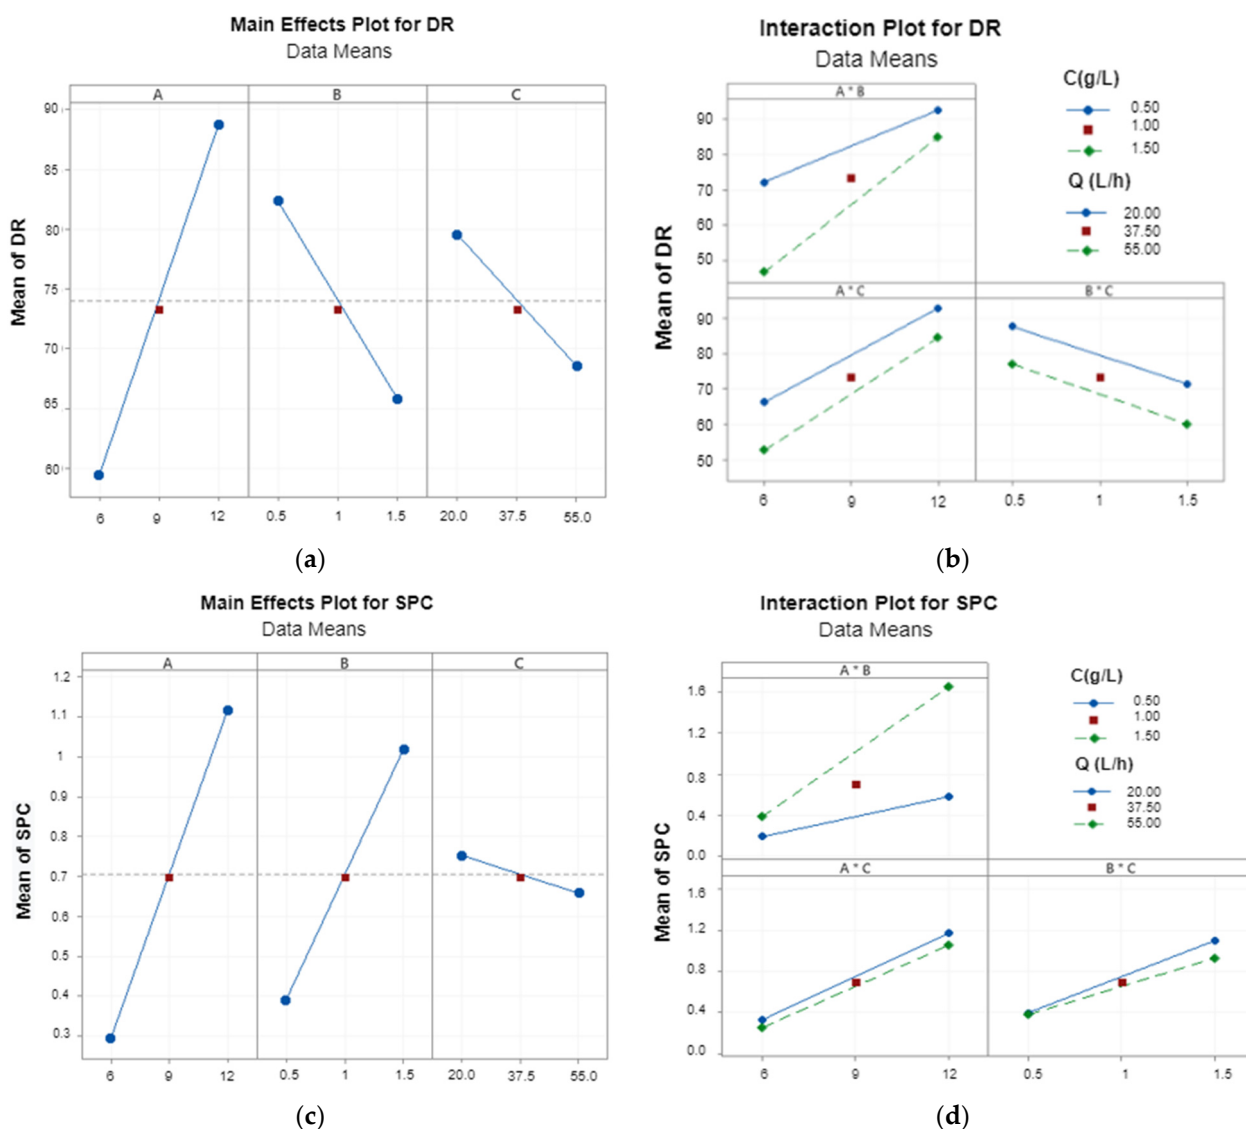 Main Effects Plot for DR
Data Means
A B C
Mean of DR
90
85
80
75
70
65
60
6 9 12 0.5 1 1.5 20.0 37.5 55.0
(a)
Interaction Plot for DR
Data Means
A * B
C(g/L)
0.50
1.00
1.50
Q (L/h)
20.00
37.50
55.00
Mean of DR
90
80
70
60
50
A * C B * C
90
80
70
60
50
6 9 12 0.5 1 1.5
(b)
Main Effects Plot for SPC
Data Means
A B C
Mean of SPC
1.2
1.1
1
0.9
0.8
0.7
0.6
0.5
0.4
0.3
6 9 12 0.5 1 1.5 20.0 37.5 55.0
(c)
Interaction Plot for SPC
Data Means
A * B
C(g/L)
0.50
1.00
1.50
Q (L/h)
20.00
37.50
55.00
Mean of SPC
1.6
1.2
0.8
0.4
0.0
A * C B * C
1.6
1.2
0.8
0.4
0.0
6 9 12 0.5 1 1.5
(d)